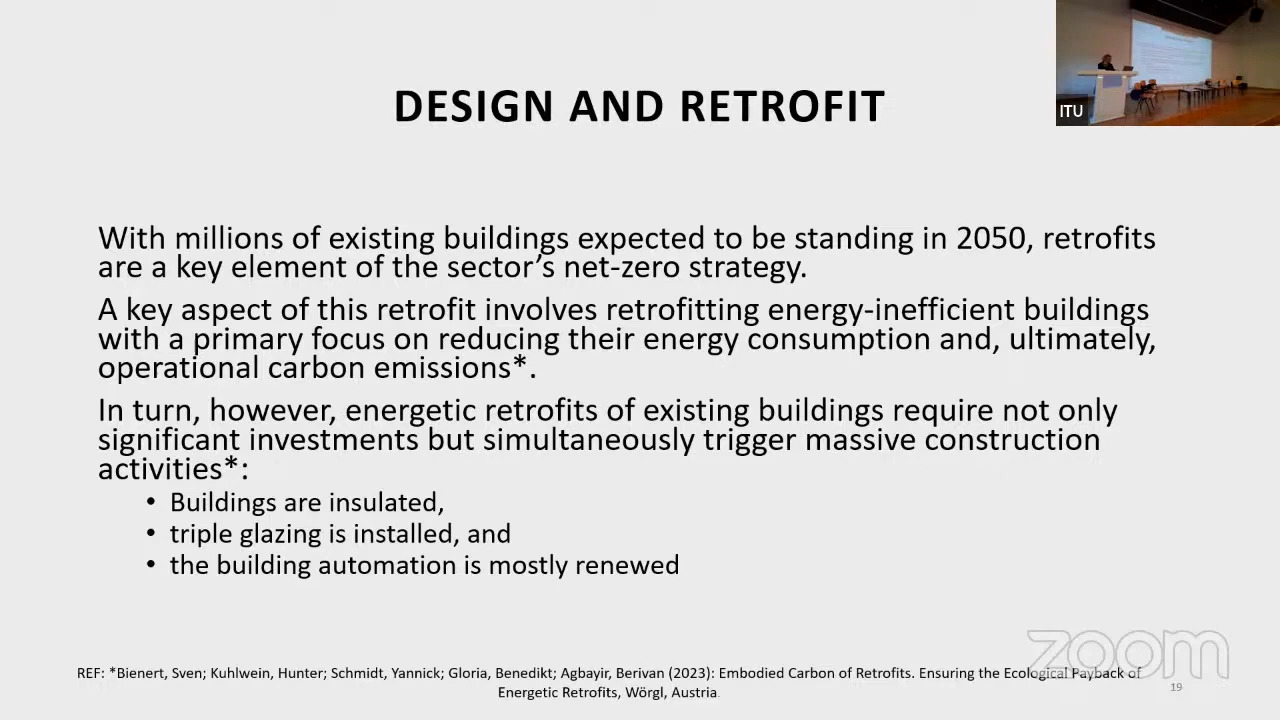 ITU
DESIGN AND RETROFIT
With millions of existing buildings expected to be standing in 2050, retrofits
are a key element of the sector’s net-zero strategy.
A key aspect of this retrofit involves retrofitting energy-inefficient buildings
with a primary focus on reducing their energy consumption and, ultimately,
operational carbon emissions*.
In turn, however, energetic retrofits of existing buildings require not only
significant investments but simultaneously trigger massive construction
activities*:
• Buildings are insulated,
• triple glazing is installed, and
• the building automation is mostly renewed
zoom
REF: *Bienert, Sven; Kuhlwein, Hunter; Schmidt, Yannick; Gloria, Benedikt; Agbayir, Berivan (2023): Embodied Carbon of Retrofits. Ensuring the Ecological Payback of
Energetic Retrofits, Wörgl, Austria.
19